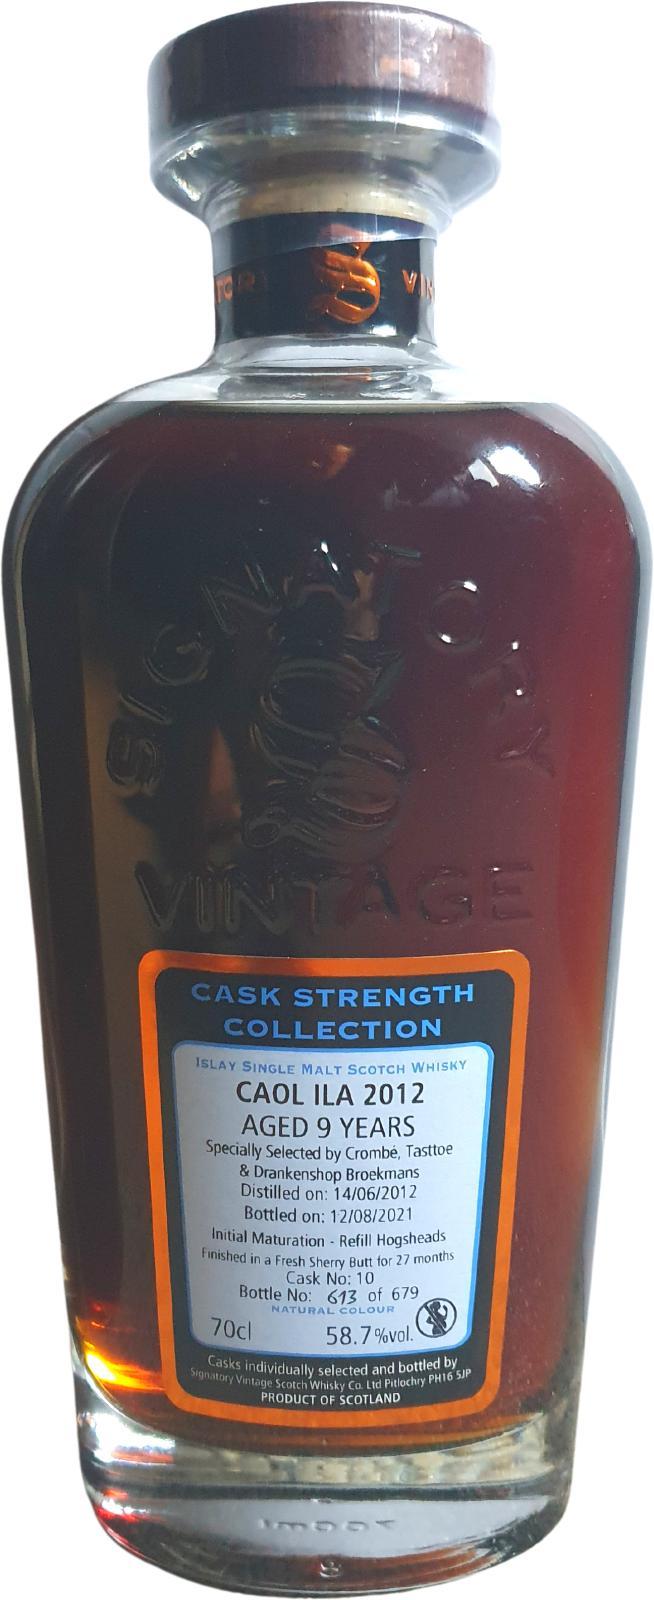 S
SIGNATORY
VINTAGE
CASK STRENGTH
COLLECTION
ISLAY SINGLE MALT SCOTCH WHISKY
CAOL ILA 2012
AGED 9 YEARS
Specially Selected by Crombé, Tasttoe
& Drankenshop Broekmans
Distilled on: 14/06/2012
Bottled on: 12/08/2021
Initial Maturation - Refill Hogsheads
Finished in a Fresh Sherry Butt for 27 months
Cask No: 10
Bottle No: 613 of 679
NATURAL COLOUR
70cl 58.7%vol.
Casks individually selected and bottled by
Signatory Vintage Scotch Whisky Co. Ltd Pitlochry PH16 5JP
PRODUCT OF SCOTLAND